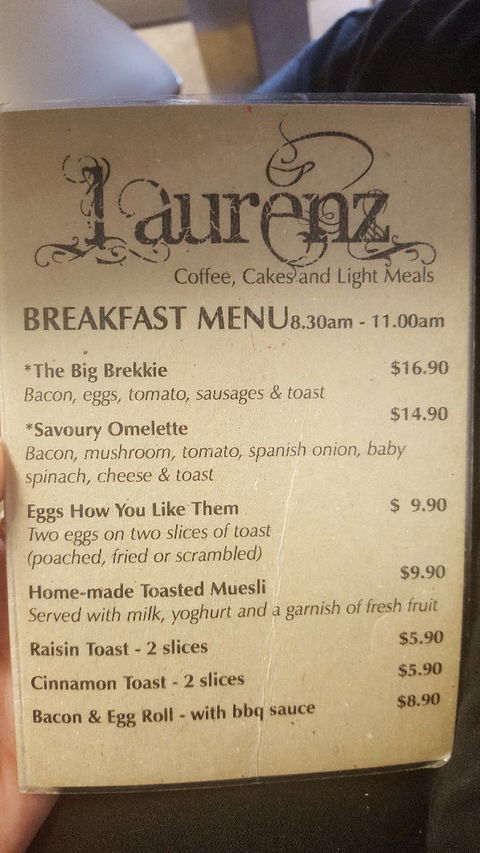 Laurenz
Coffee, Cakes and Light Meals
BREAKFAST MENU 8.30am - 11.00am
*The Big Brekkie $16.90
Bacon, eggs, tomato, sausages & toast
*Savoury Omelette $14.90
Bacon, mushroom, tomato, spanish onion, baby
spinach, cheese & toast
Eggs How You Like Them $ 9.90
Two eggs on two slices of toast
(poached, fried or scrambled)
Home-made Toasted Muesli $9.90
Served with milk, yoghurt and a garnish of fresh fruit
Raisin Toast - 2 slices $5.90
Cinnamon Toast - 2 slices $5.90
Bacon & Egg Roll - with bbq sauce $8.90